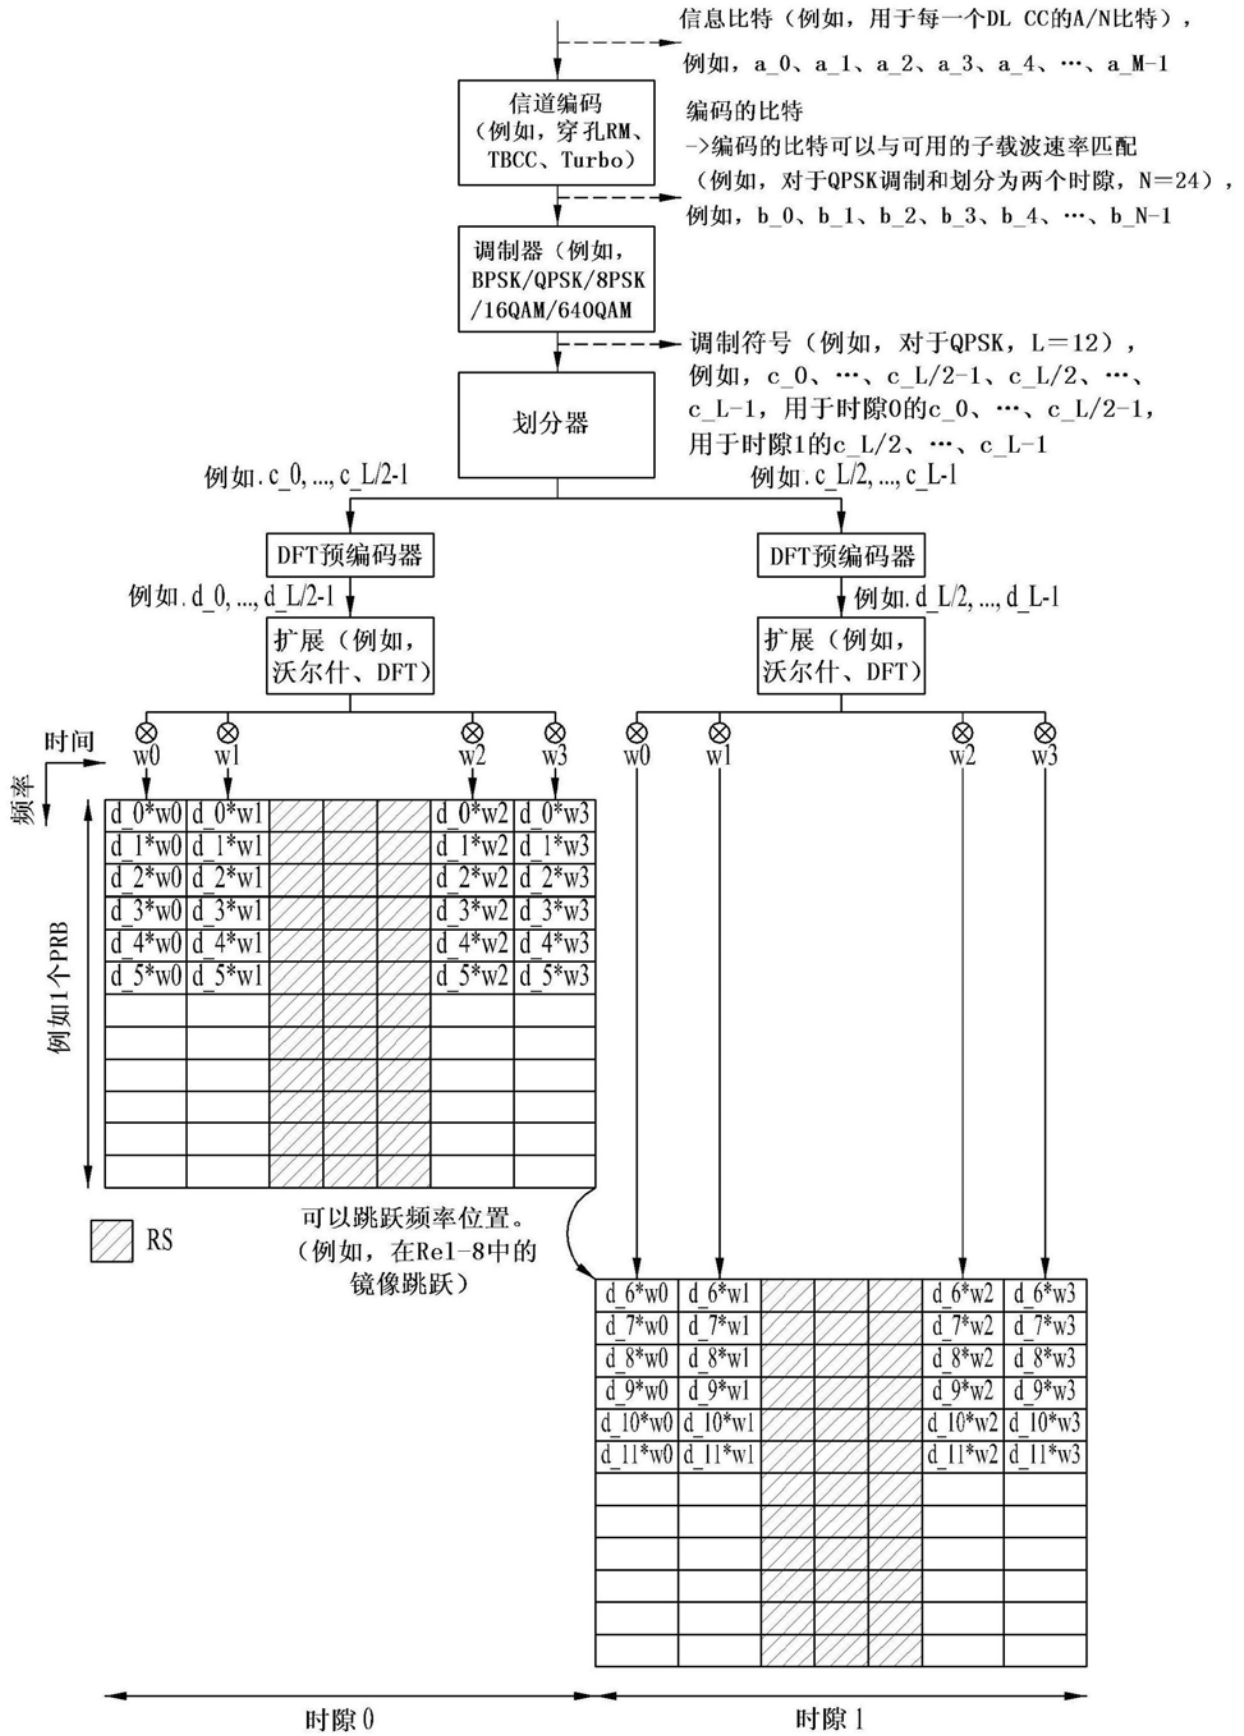 信息比特（例如，用于每一个DL CC的A/N比特），
例如，a_0、a_1、a_2、a_3、a_4、…、a_M-1
信道编码
（例如，穿孔RM、
TBCC、Turbo）
编码的比特
->编码的比特可以与可用的子载波速率匹配
（例如，对于QPSK调制和划分为两个时隙，N=24），
例如，b_0、b_1、b_2、b_3、b_4、…、b_N-1
调制器（例如，
BPSK/QPSK/8PSK
/16QAM/640QAM
调制符号（例如，对于QPSK，L=12），
例如，c_0、…、c_L/2-1、c_L/2、…、
c_L-1，用于时隙0的c_0、…、c_L/2-1，
用于时隙1的c_L/2、…、c_L-1
划分器
例如.c_0,...,c_L/2-1
例如.c_L/2,...,c_L-1
DFT预编码器
DFT预编码器
例如.d_0,...,d_L/2-1
例如.d_L/2,...,d_L-1
扩展（例如，
沃尔什、DFT）
扩展（例如，
沃尔什、DFT）
时间
频率
w0 w1 w2 w3 w0 w1 w2 w3
d_0*w0 d_0*w1 d_0*w2 d_0*w3
d_1*w0 d_1*w1 d_1*w2 d_1*w3
d_2*w0 d_2*w1 d_2*w2 d_2*w3
d_3*w0 d_3*w1 d_3*w2 d_3*w3
d_4*w0 d_4*w1 d_4*w2 d_4*w3
d_5*w0 d_5*w1 d_5*w2 d_5*w3
例如1个PRB
RS
可以跳跃频率位置。
（例如，在Rel-8中的
镜像跳跃）
d_6*w0 d_6*w1 d_6*w2 d_6*w3
d_7*w0 d_7*w1 d_7*w2 d_7*w3
d_8*w0 d_8*w1 d_8*w2 d_8*w3
d_9*w0 d_9*w1 d_9*w2 d_9*w3
d_10*w0 d_10*w1 d_10*w2 d_10*w3
d_11*w0 d_11*w1 d_11*w2 d_11*w3
时隙0
时隙1